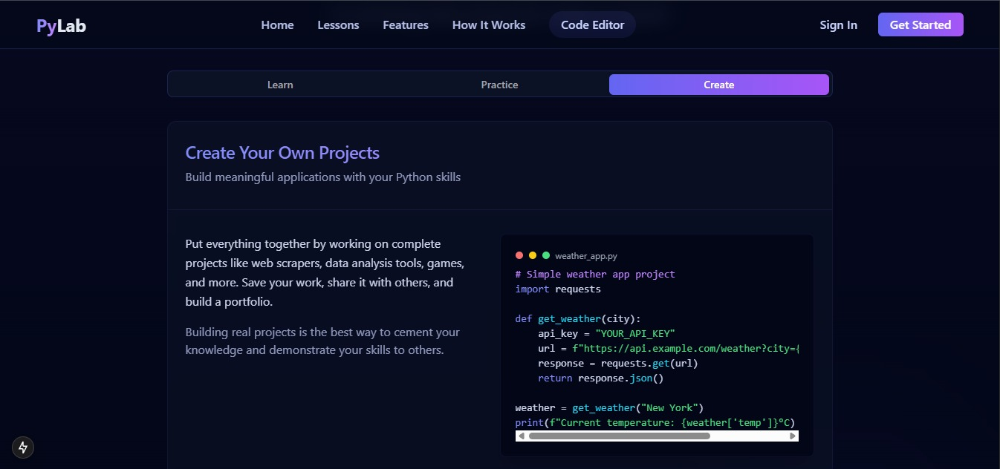 PyLab Home Lessons Features How It Works Code Editor Sign In Get Started
Learn Practice Create
Create Your Own Projects
Build meaningful applications with your Python skills
Put everything together by working on complete
projects like web scrapers, data analysis tools, games,
and more. Save your work, share it with others, and
build a portfolio.
Building real projects is the best way to cement your
knowledge and demonstrate your skills to others.
weather_app.py
# Simple weather app project
import requests
def get_weather(city):
    api_key = "YOUR_API_KEY"
    url = f"https://api.example.com/weather?city={
    response = requests.get(url)
    return response.json()
weather = get_weather("New York")
print(f"Current temperature: {weather['temp']}°C)